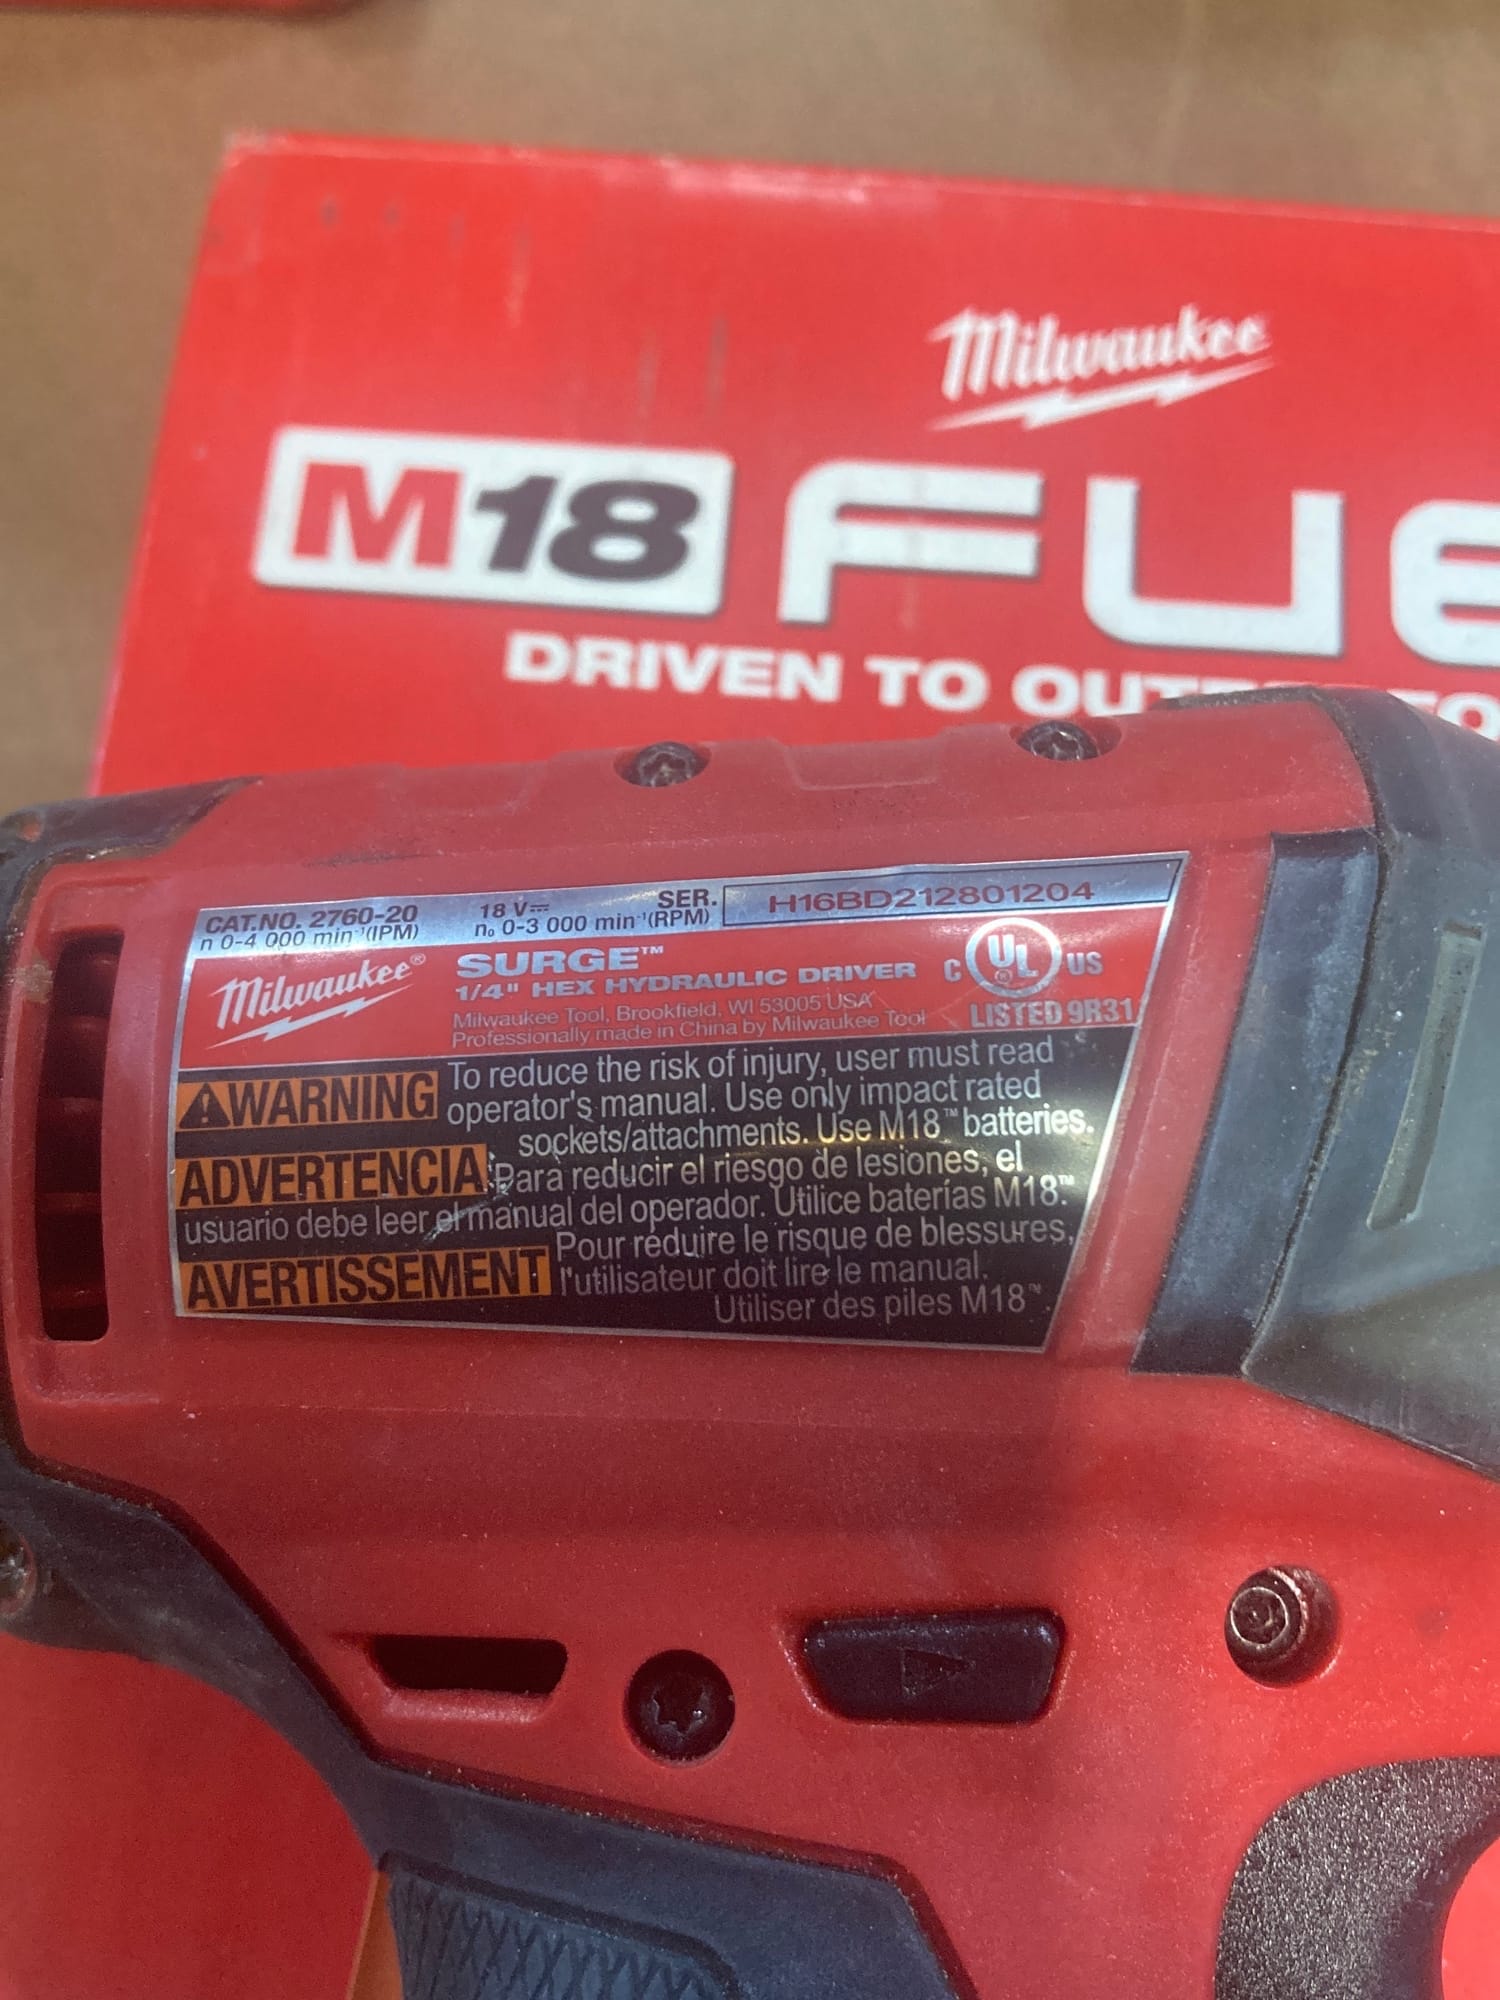 Milwaukee
M18 FUE
DRIVEN TO
CAT.NO. 2760-20 18 V⎓ SER. H16BD212801204
n 0-4 000 min⁻¹(IPM) n₀ 0-3 000 min⁻¹(RPM)
Milwaukee® SURGE™
1/4" HEX HYDRAULIC DRIVER
Milwaukee Tool, Brookfield, WI 53005 USA
Professionally made in China by Milwaukee Tool
C UL® US
LISTED 9R31
⚠WARNING To reduce the risk of injury, user must read
operator's manual. Use only impact rated
sockets/attachments. Use M18™ batteries.
ADVERTENCIA Para reducir el riesgo de lesiones, el
usuario debe leer el manual del operador. Utilice baterías M18™.
AVERTISSEMENT Pour réduire le risque de blessures,
l'utilisateur doit lire le manual.
Utiliser des piles M18™.